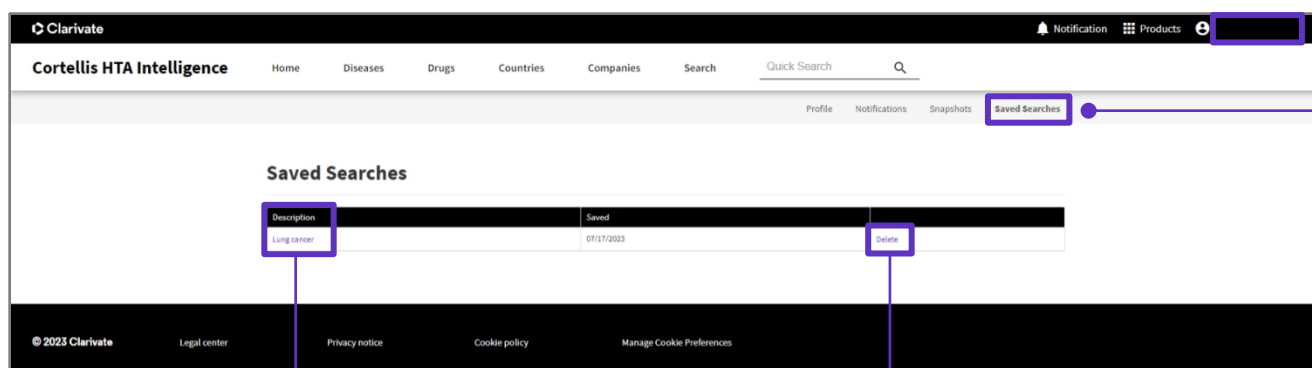 Clarivate Notification Products
Cortellis HTA Intelligence Home Diseases Drugs Countries Companies Search Quick Search
Profile Notifications Snapshots Saved Searches
Saved Searches
Description Saved
Lung cancer 07/17/2023 Delete
© 2023 Clarivate Legal center Privacy notice Cookie policy Manage Cookie Preferences